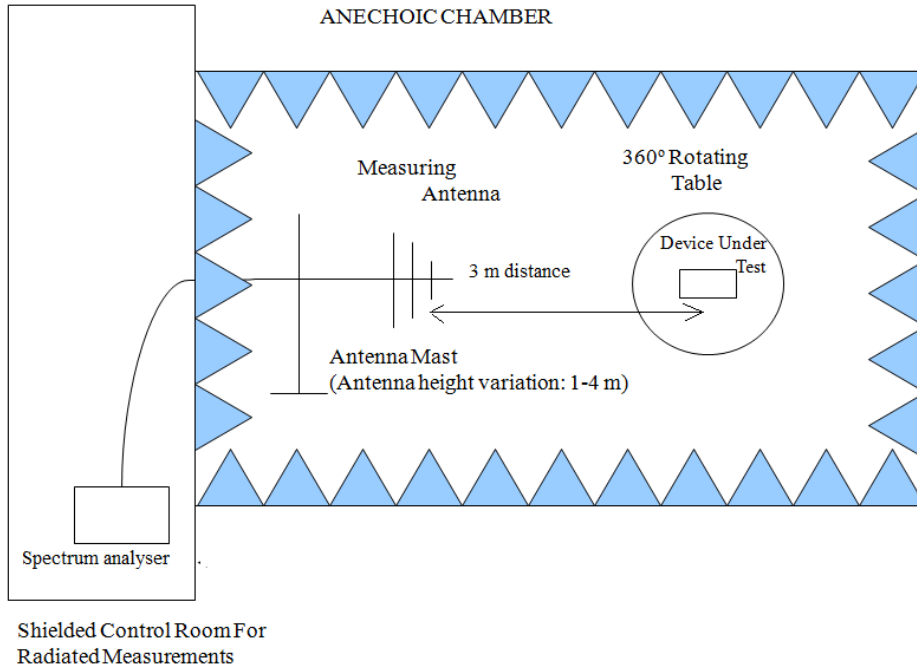 ANECHOIC CHAMBER
Measuring
Antenna
360º Rotating
Table
Device Under
Test
3 m distance
Antenna Mast
(Antenna height variation: 1-4 m)
Spectrum analyser
Shielded Control Room For
Radiated Measurements